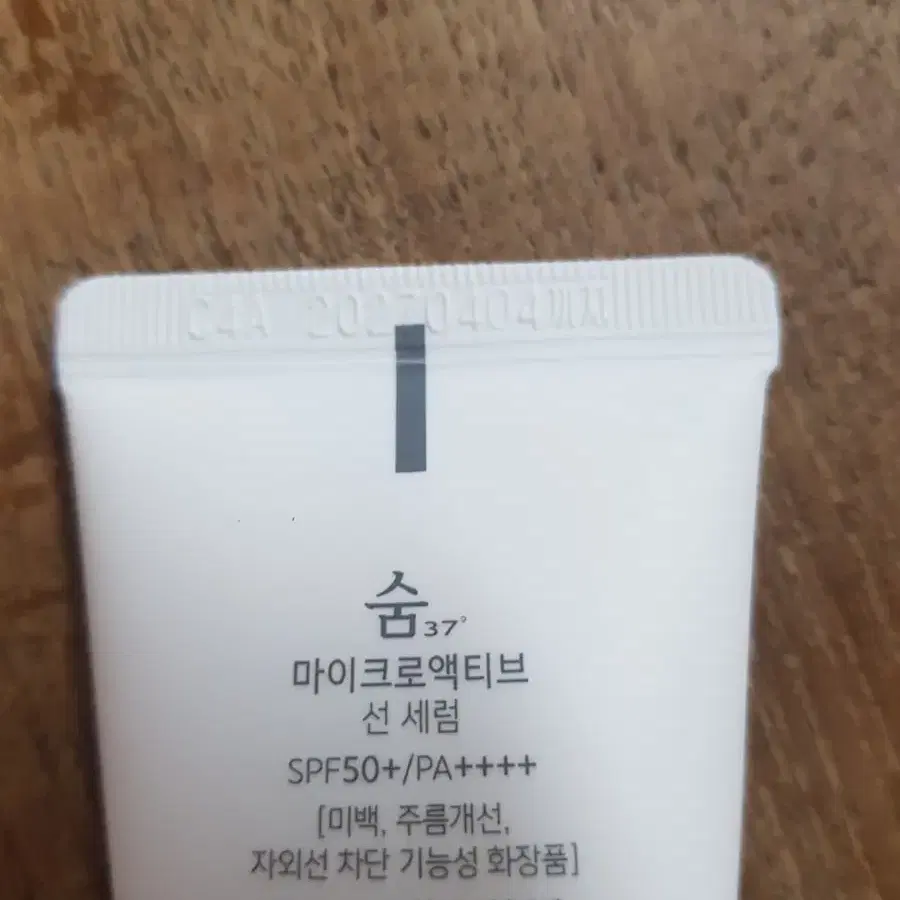 C4A 20270404까지
숨37°
마이크로액티브
선 세럼
SPF50+/PA++++
[미백, 주름개선,
자외선 차단 기능성 화장품]